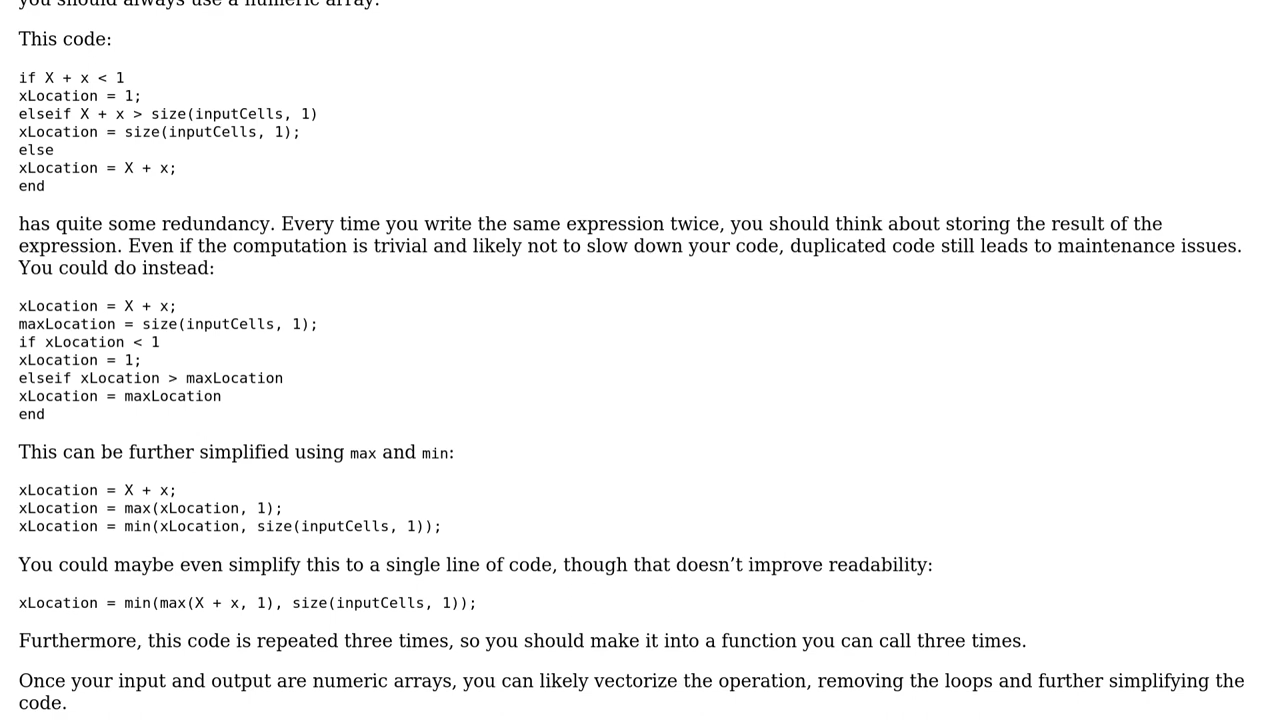 you should always use a numeric array.
This code:
if X + x < 1
xLocation = 1;
elseif X + x > size(inputCells, 1)
xLocation = size(inputCells, 1);
else
xLocation = X + x;
end
has quite some redundancy. Every time you write the same expression twice, you should think about storing the result of the
expression. Even if the computation is trivial and likely not to slow down your code, duplicated code still leads to maintenance issues.
You could do instead:
xLocation = X + x;
maxLocation = size(inputCells, 1);
if xLocation < 1
xLocation = 1;
elseif xLocation > maxLocation
xLocation = maxLocation
end
This can be further simplified using max and min:
xLocation = X + x;
xLocation = max(xLocation, 1);
xLocation = min(xLocation, size(inputCells, 1));
You could maybe even simplify this to a single line of code, though that doesn’t improve readability:
xLocation = min(max(X + x, 1), size(inputCells, 1));
Furthermore, this code is repeated three times, so you should make it into a function you can call three times.
Once your input and output are numeric arrays, you can likely vectorize the operation, removing the loops and further simplifying the
code.